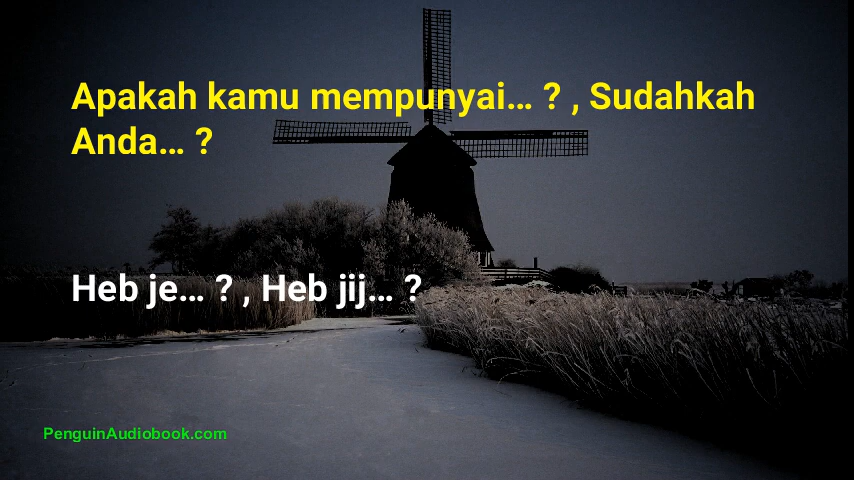 Apakah kamu mempunyai... ? , Sudahkah
Anda... ?
Heb je... ? , Heb jij... ?
PenguinAudiobook.com